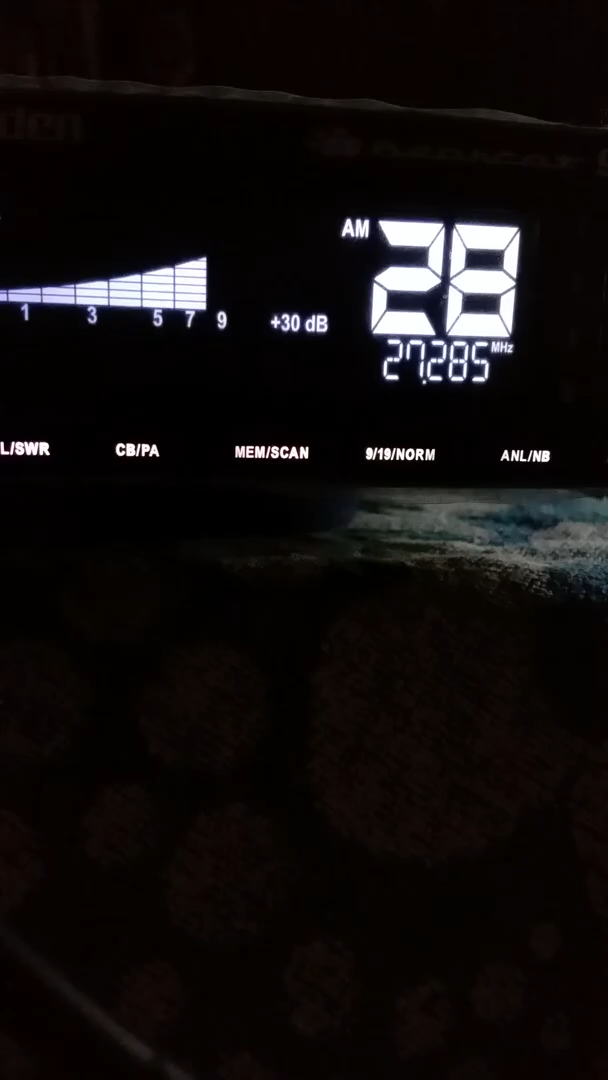 den
AM
28
27.285 MHz
1 3 5 7 9 +30 dB
L/SWR CB/PA MEM/SCAN 9/19/NORM ANL/NB